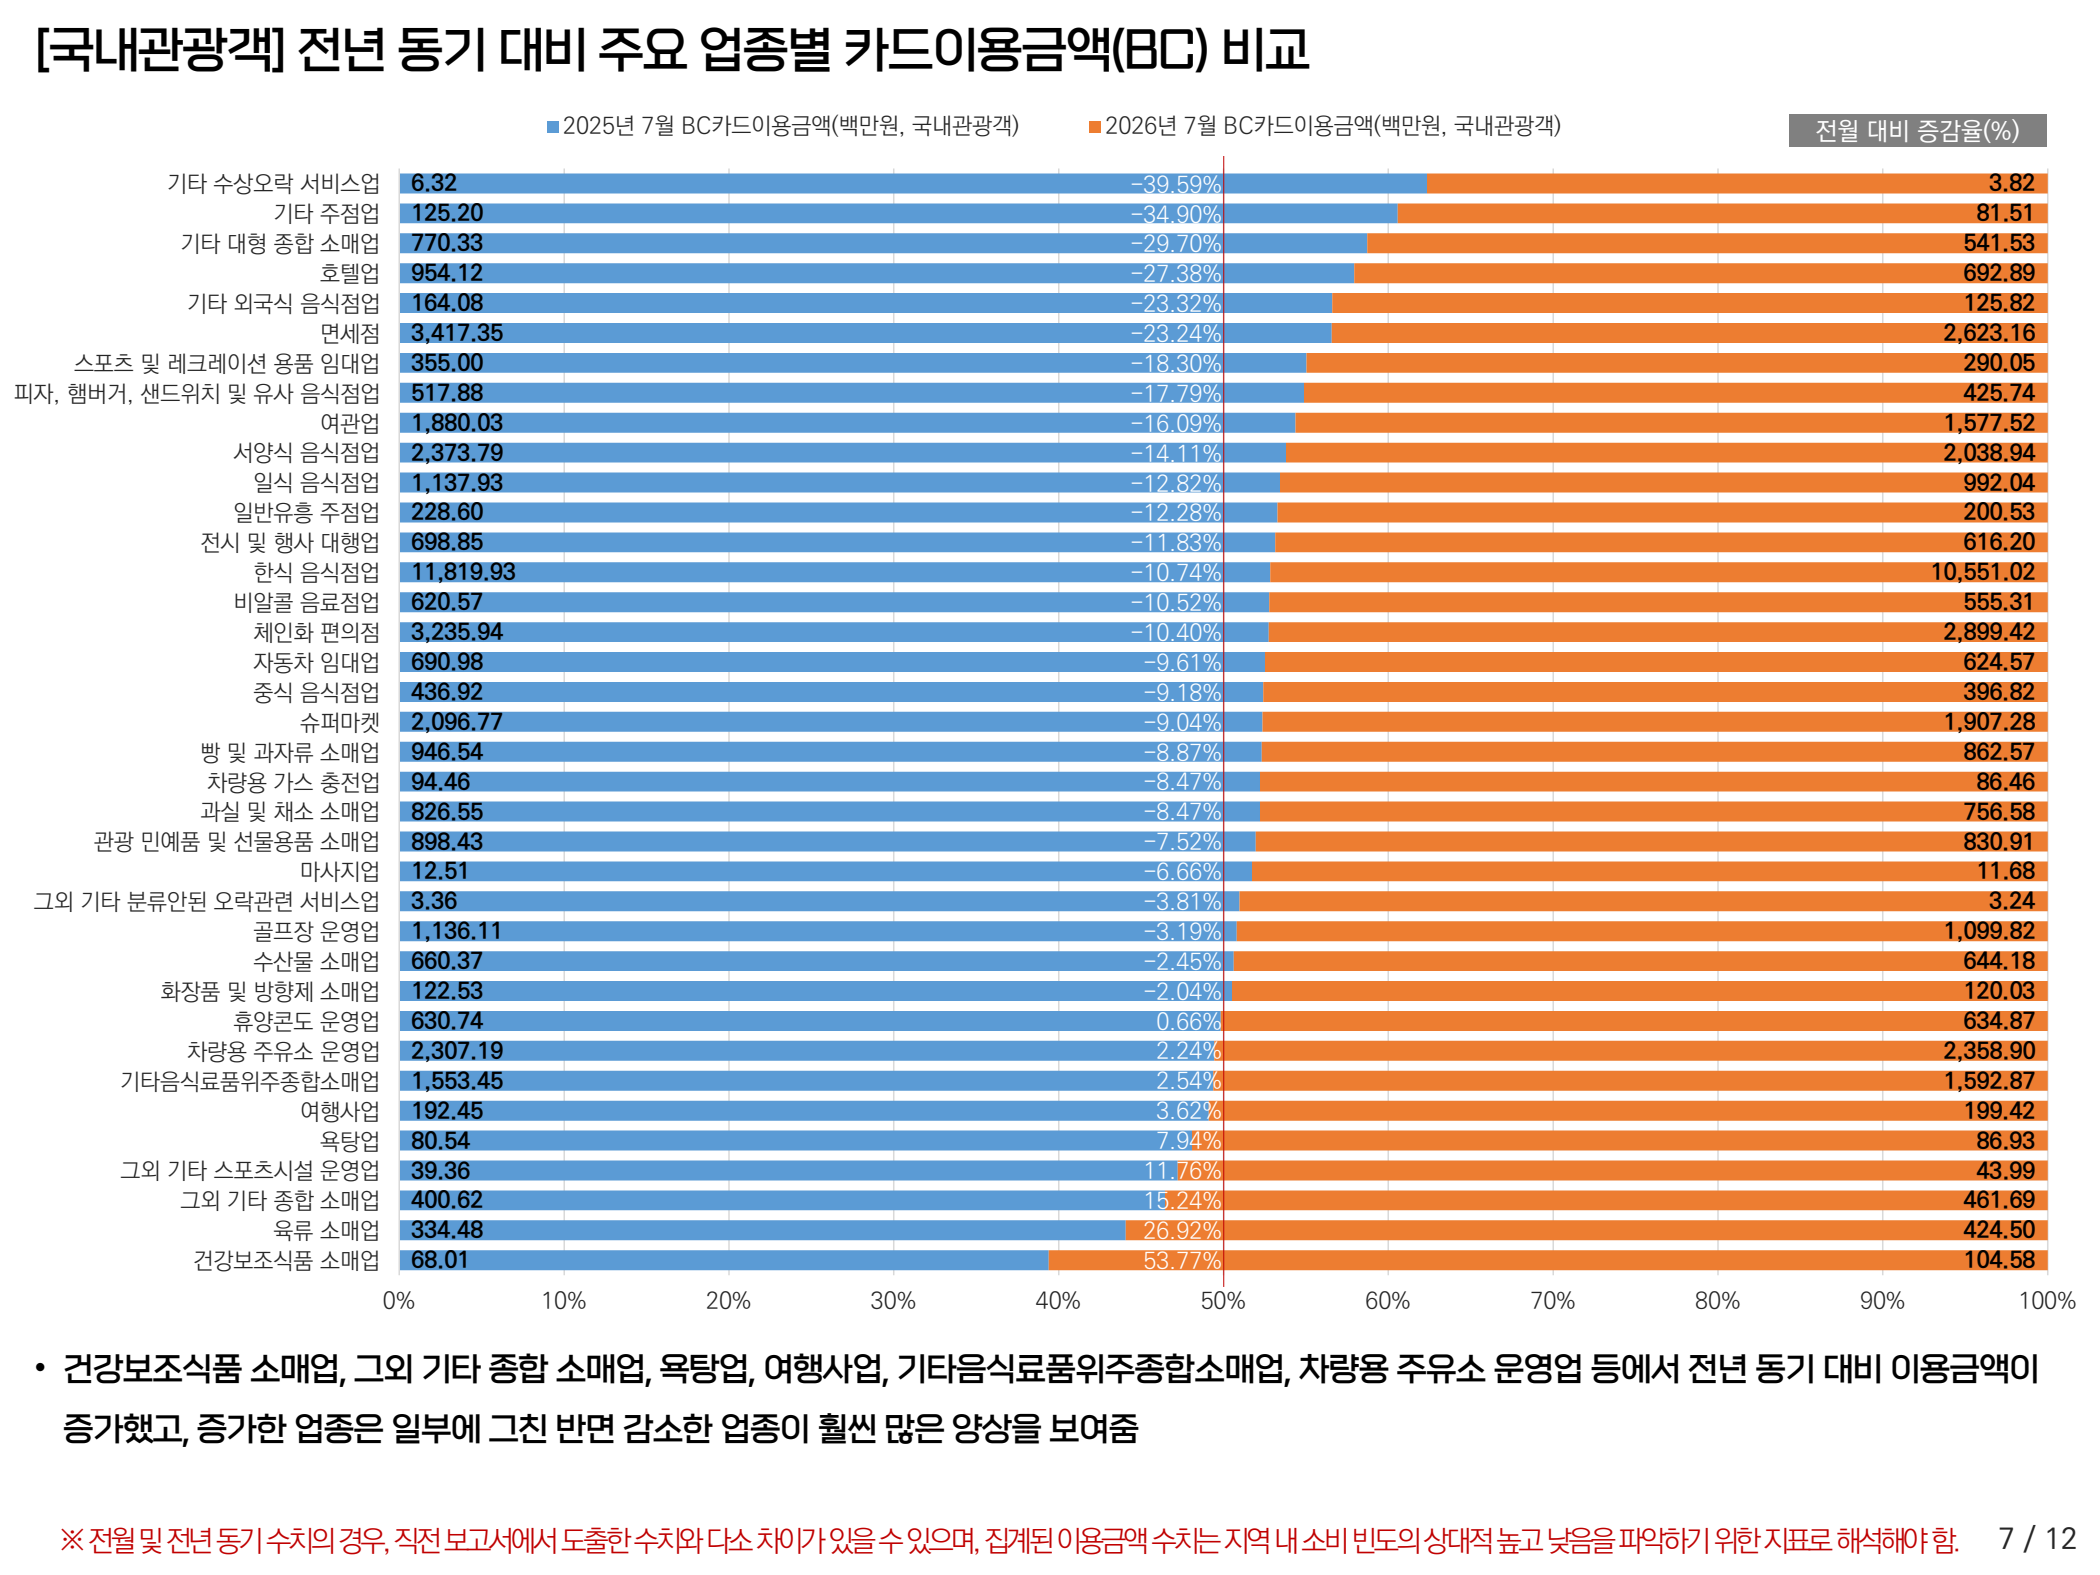 [국내관광객] 전년 동기 대비 주요 업종별 카드이용금액(BC) 비교
2025년 7월 BC카드이용금액(백만원, 국내관광객) 2026년 7월 BC카드이용금액(백만원, 국내관광객) 전월 대비 증감율(%)
기타 수상오락 서비스업 6.32 -39.59% 3.82
기타 주점업 125.20 -34.90% 81.51
기타 대형 종합 소매업 770.33 -29.70% 541.53
호텔업 954.12 -27.38% 692.89
기타 외국식 음식점업 164.08 -23.32% 125.82
면세점 3,417.35 -23.24% 2,623.16
스포츠 및 레크레이션 용품 임대업 355.00 -18.30% 290.05
피자, 햄버거, 샌드위치 및 유사 음식점업 517.88 -17.79% 425.74
여관업 1,880.03 -16.09% 1,577.52
서양식 음식점업 2,373.79 -14.11% 2,038.94
일식 음식점업 1,137.93 -12.82% 992.04
일반유흥 주점업 228.60 -12.28% 200.53
전시 및 행사 대행업 698.85 -11.83% 616.20
한식 음식점업 11,819.93 -10.74% 10,551.02
비알콜 음료점업 620.57 -10.52% 555.31
체인화 편의점 3,235.94 -10.40% 2,899.42
자동차 임대업 690.98 -9.61% 624.57
중식 음식점업 436.92 -9.18% 396.82
슈퍼마켓 2,096.77 -9.04% 1,907.28
빵 및 과자류 소매업 946.54 -8.87% 862.57
차량용 가스 충전업 94.46 -8.47% 86.46
과실 및 채소 소매업 826.55 -8.47% 756.58
관광 민예품 및 선물용품 소매업 898.43 -7.52% 830.91
마사지업 12.51 -6.66% 11.68
그외 기타 분류안된 오락관련 서비스업 3.36 -3.81% 3.24
골프장 운영업 1,136.11 -3.19% 1,099.82
수산물 소매업 660.37 -2.45% 644.18
화장품 및 방향제 소매업 122.53 -2.04% 120.03
휴양콘도 운영업 630.74 0.66% 634.87
차량용 주유소 운영업 2,307.19 2.24% 2,358.90
기타음식료품위주종합소매업 1,553.45 2.54% 1,592.87
여행사업 192.45 3.62% 199.42
욕탕업 80.54 7.94% 86.93
그외 기타 스포츠시설 운영업 39.36 11.76% 43.99
그외 기타 종합 소매업 400.62 15.24% 461.69
육류 소매업 334.48 26.92% 424.50
건강보조식품 소매업 68.01 53.77% 104.58
0% 10% 20% 30% 40% 50% 60% 70% 80% 90% 100%
• 건강보조식품 소매업, 그외 기타 종합 소매업, 욕탕업, 여행사업, 기타음식료품위주종합소매업, 차량용 주유소 운영업 등에서 전년 동기 대비 이용금액이
증가했고, 증가한 업종은 일부에 그친 반면 감소한 업종이 훨씬 많은 양상을 보여줌
※ 전월 및 전년 동기 수치의 경우, 직전 보고서에서 도출한 수치와 다소 차이가 있을 수 있으며, 집계된 이용금액 수치는 지역 내 소비 빈도의 상대적 높고 낮음을 파악하기 위한 지표로 해석해야 함. 7 / 12